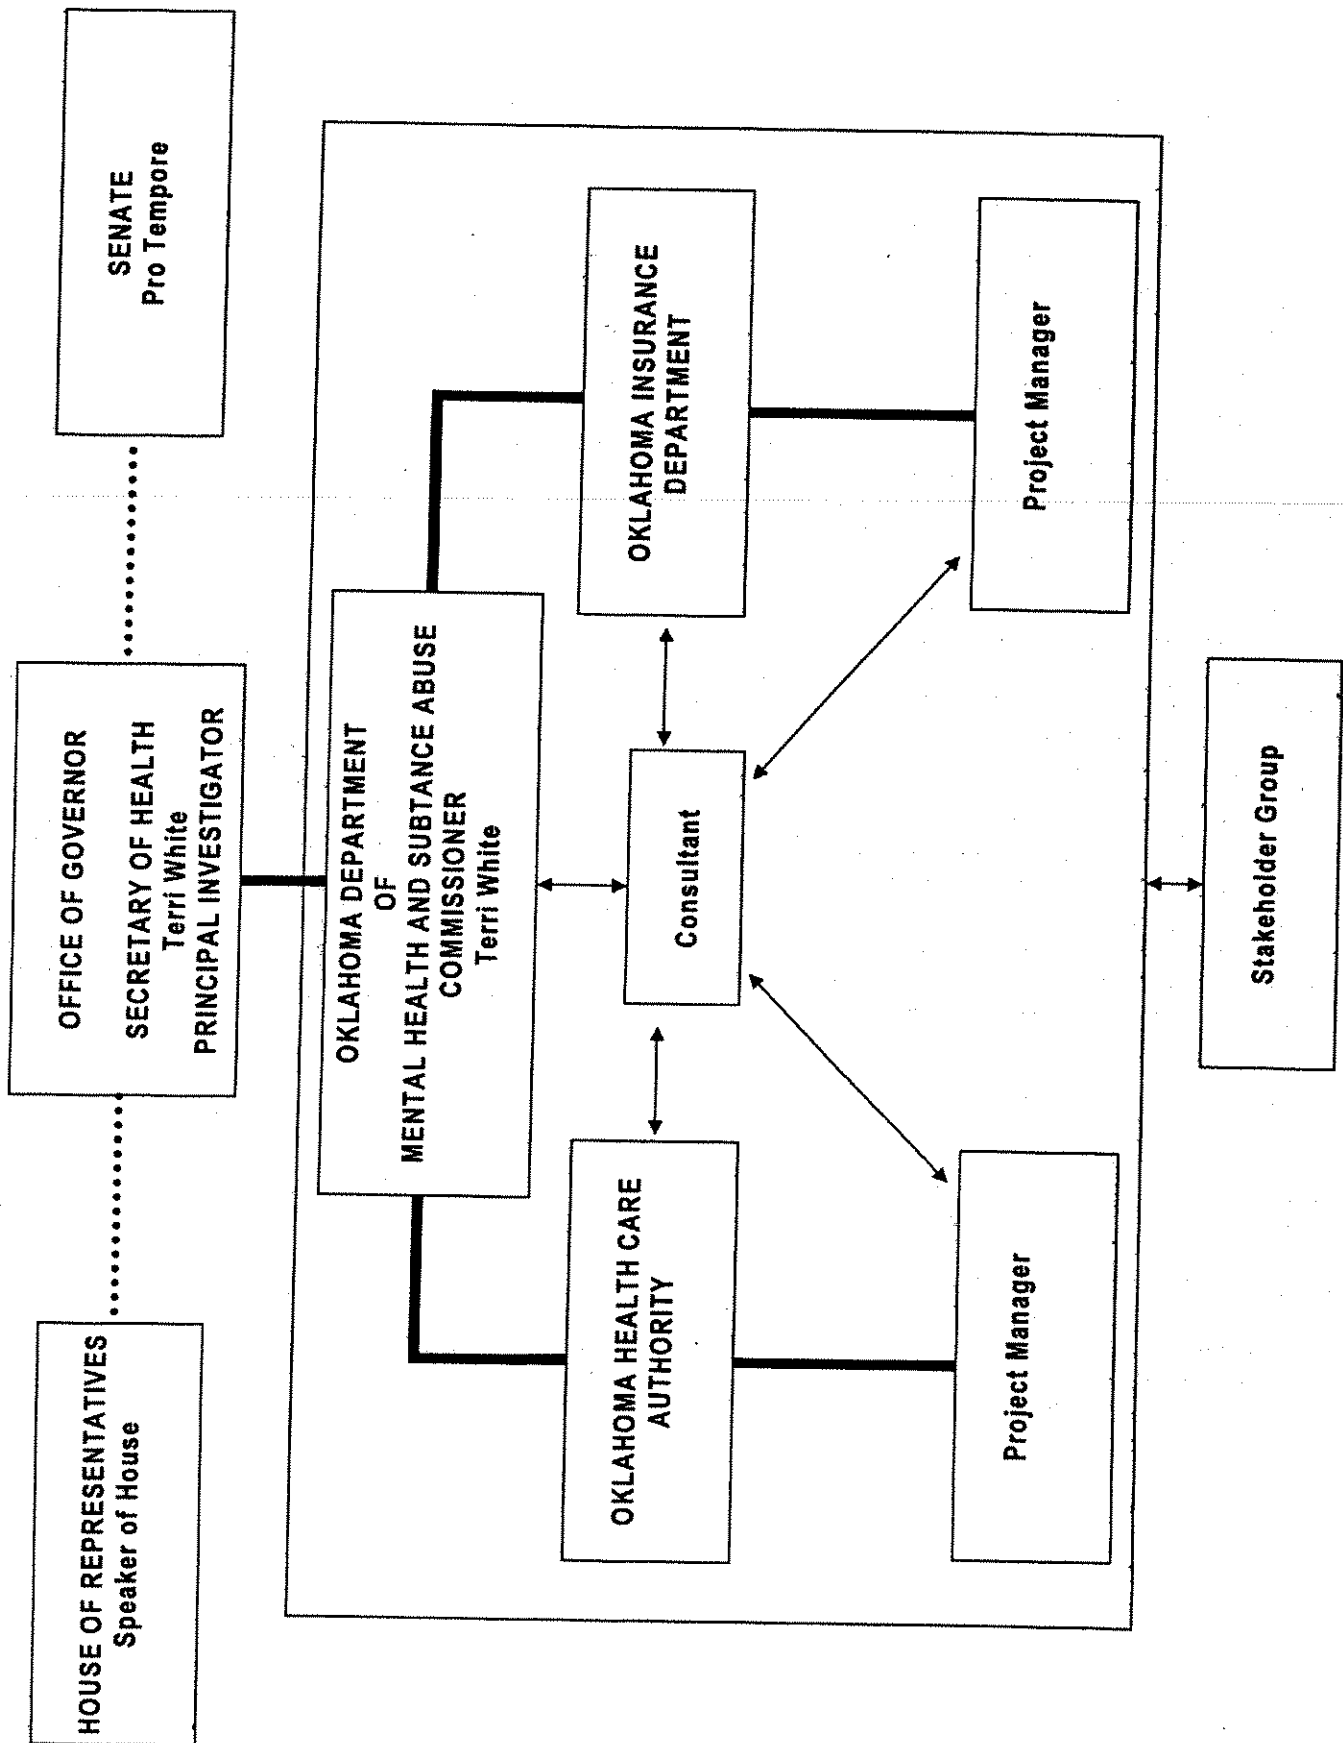 HOUSE OF REPRESENTATIVES
Speaker of House
OFFICE OF GOVERNOR
SECRETARY OF HEALTH
Terri White
PRINCIPAL INVESTIGATOR
SENATE
Pro Tempore
OKLAHOMA DEPARTMENT
OF
MENTAL HEALTH AND SUBTANCE ABUSE
COMMISSIONER
Terri White
OKLAHOMA HEALTH CARE
AUTHORITY
Consultant
OKLAHOMA INSURANCE
DEPARTMENT
Project Manager
Project Manager
Stakeholder Group